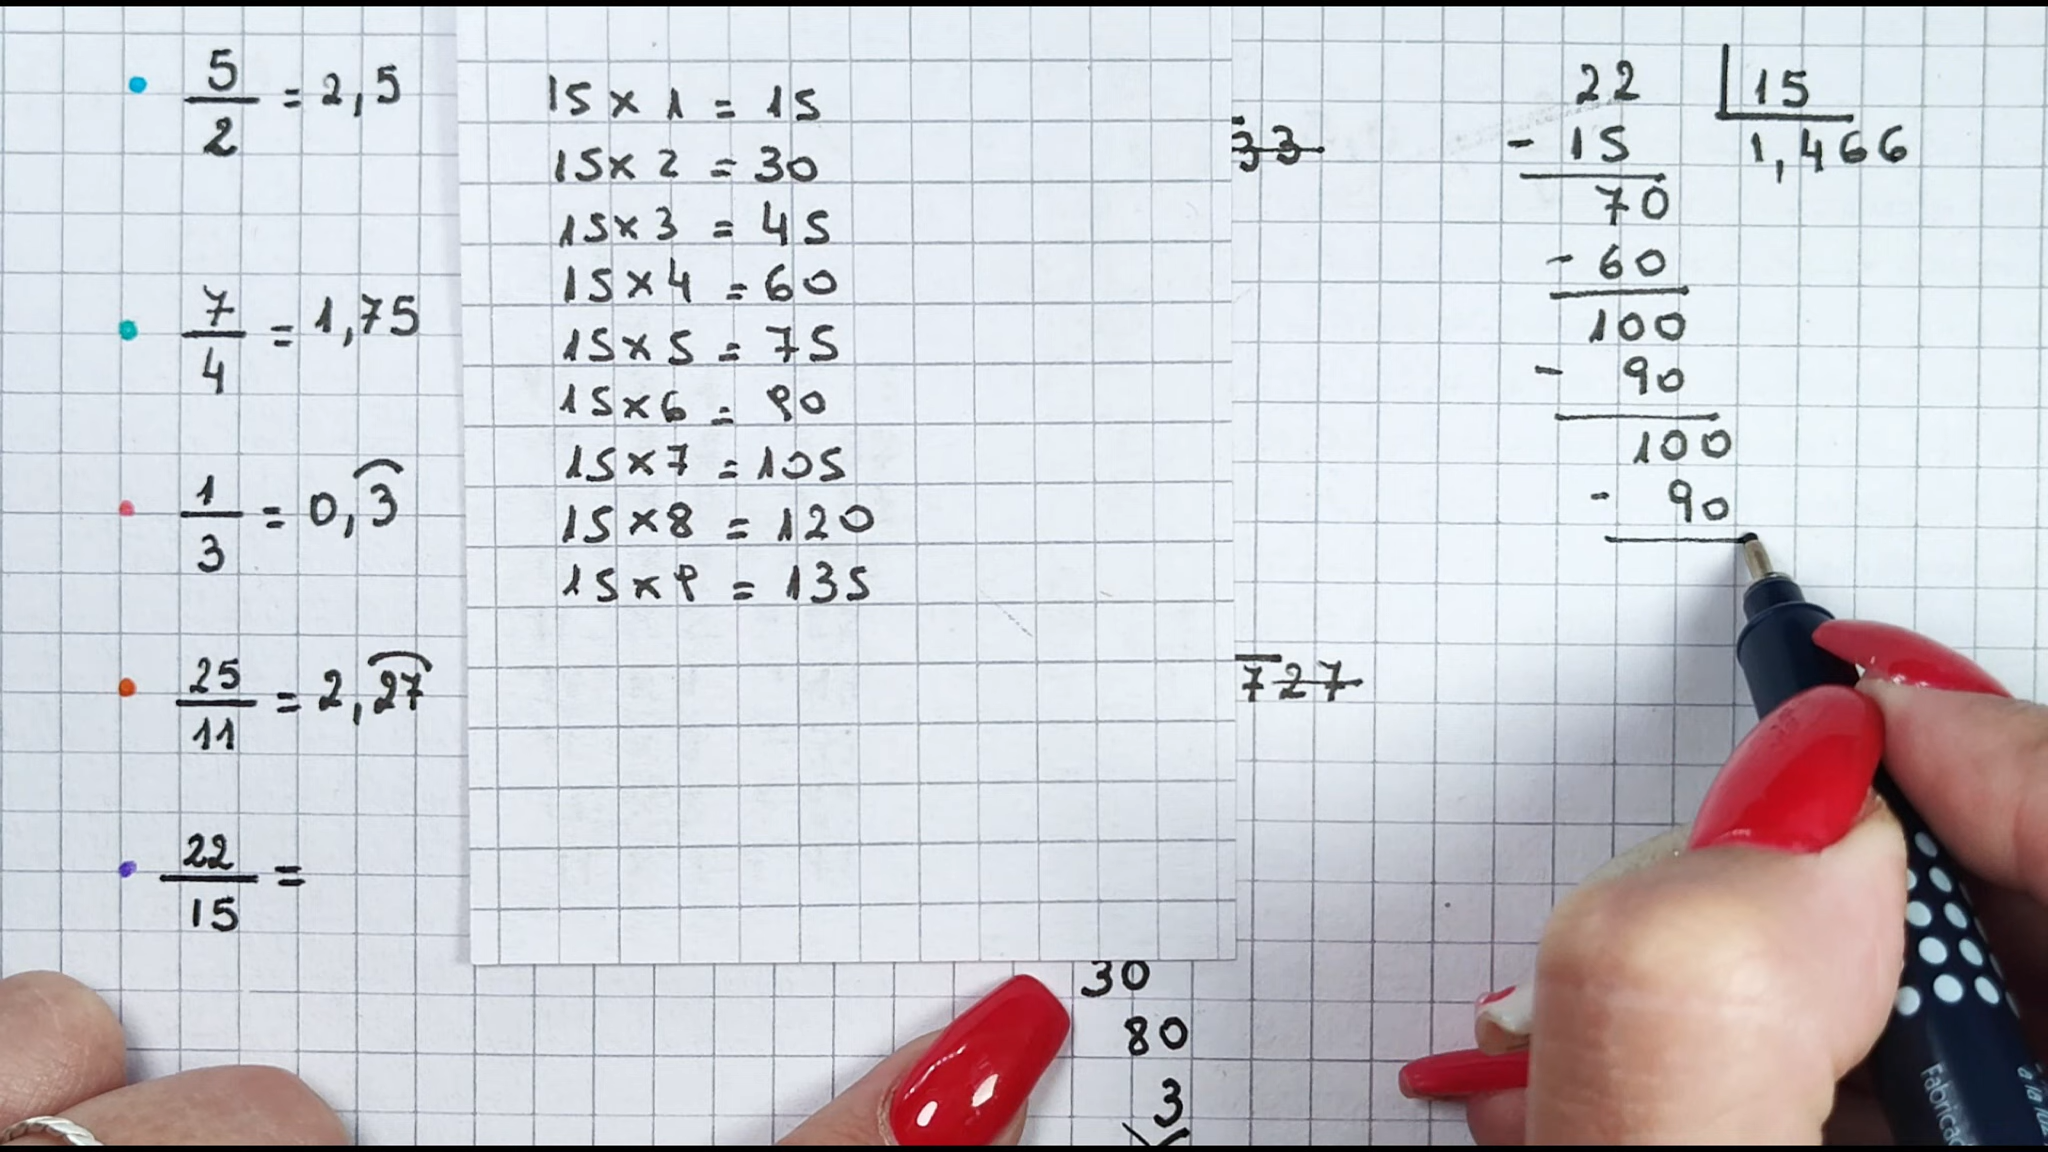 5/2 = 2,5
7/4 = 1,75
1/3 = 0,3̑
25/11 = 2,2̑7̑
22/15 =
15 × 1 = 15
15 × 2 = 30
15 × 3 = 45
15 × 4 = 60
15 × 5 = 75
15 × 6 = 90
15 × 7 = 105
15 × 8 = 120
15 × 9 = 135
33
727
30
80
3
22 15
- 15 1,466
70
- 60
100
- 90
100
- 90